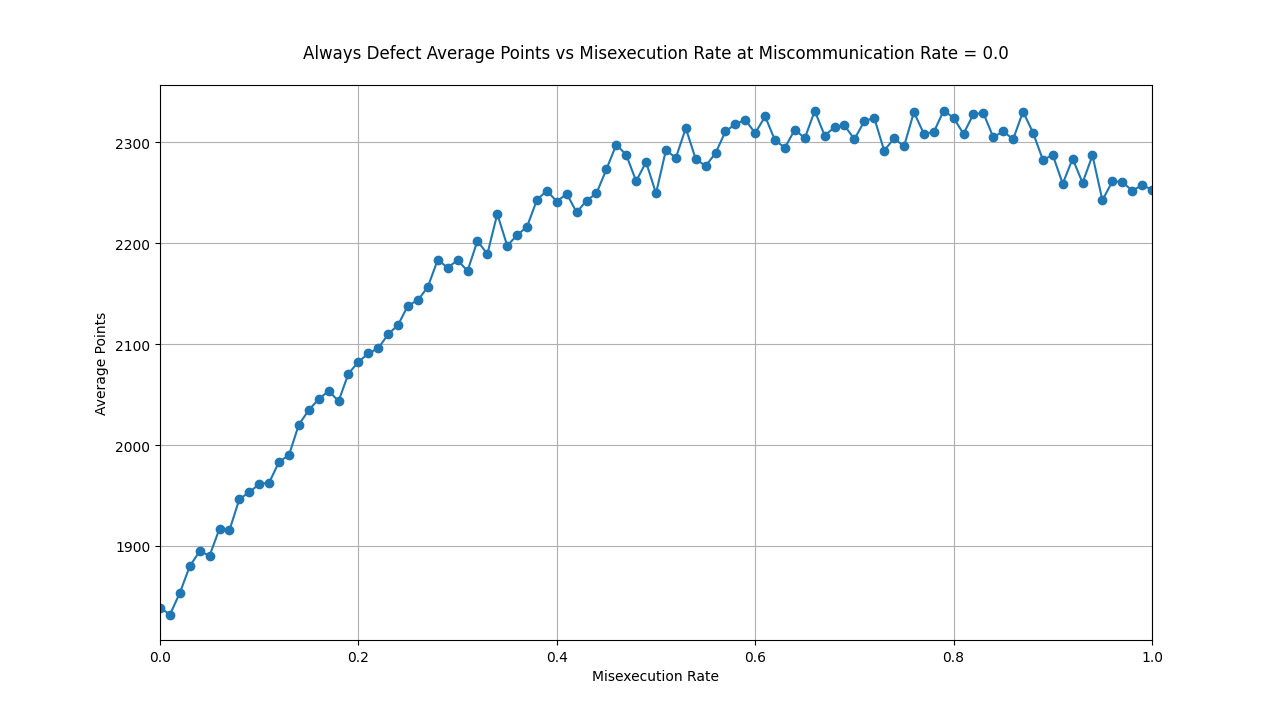 Always Defect Average Points vs Misexecution Rate at Miscommunication Rate = 0.0
Average Points
2300
2200
2100
2000
1900
0.0 0.2 0.4 0.6 0.8 1.0
Misexecution Rate